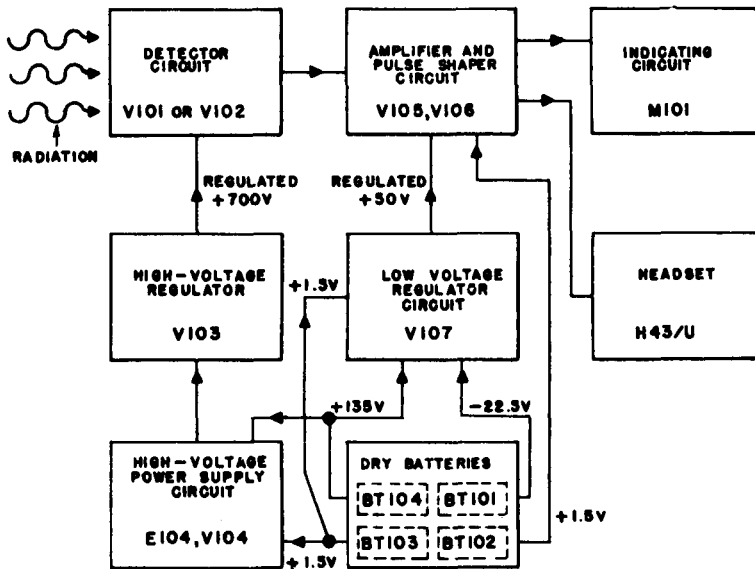 DETECTOR
CIRCUIT
V101 OR V102
AMPLIFIER AND
PULSE SHAPER
CIRCUIT
V105, V106
INDICATING
CIRCUIT
M101
RADIATION
REGULATED
+700V
REGULATED
+50V
HIGH-VOLTAGE
REGULATOR
V103
+1.5V
LOW VOLTAGE
REGULATOR
CIRCUIT
V107
HEADSET
H43/U
+135V
-22.5V
HIGH-VOLTAGE
POWER SUPPLY
CIRCUIT
E104, V104
+1.5V
DRY BATTERIES
BT104
BT101
BT103
BT102
+1.5V